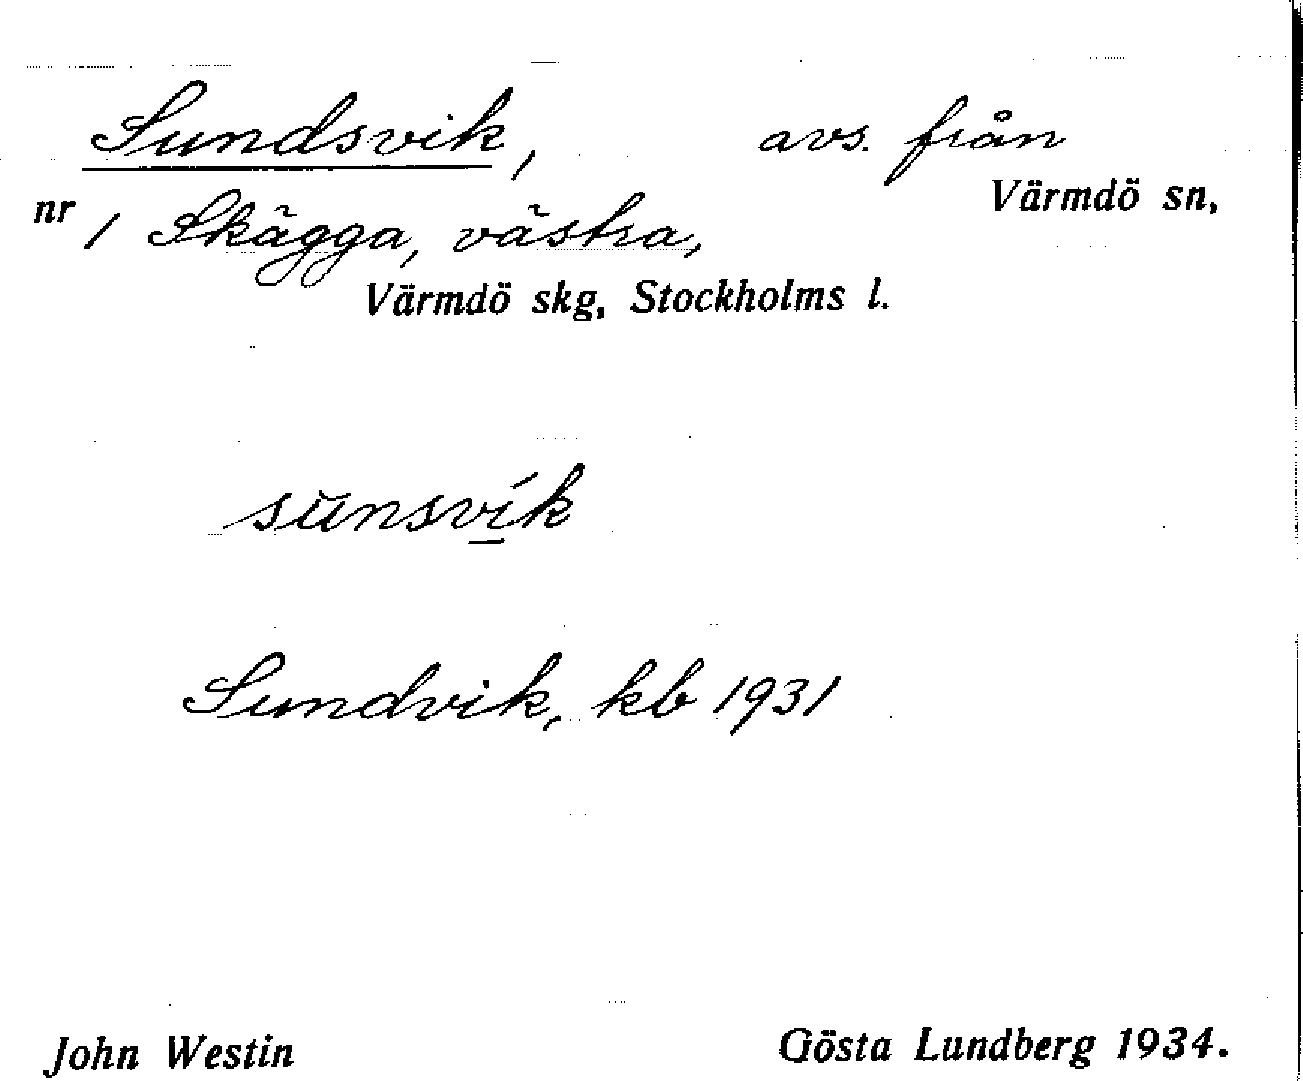 Sundsvik, avs. från
Värmdö sn,
nr 1 Skägga, västra,
Värmdö skg, Stockholms l.
sùnsvík
Sundvik, kb 1931
John Westin Gösta Lundberg 1934.